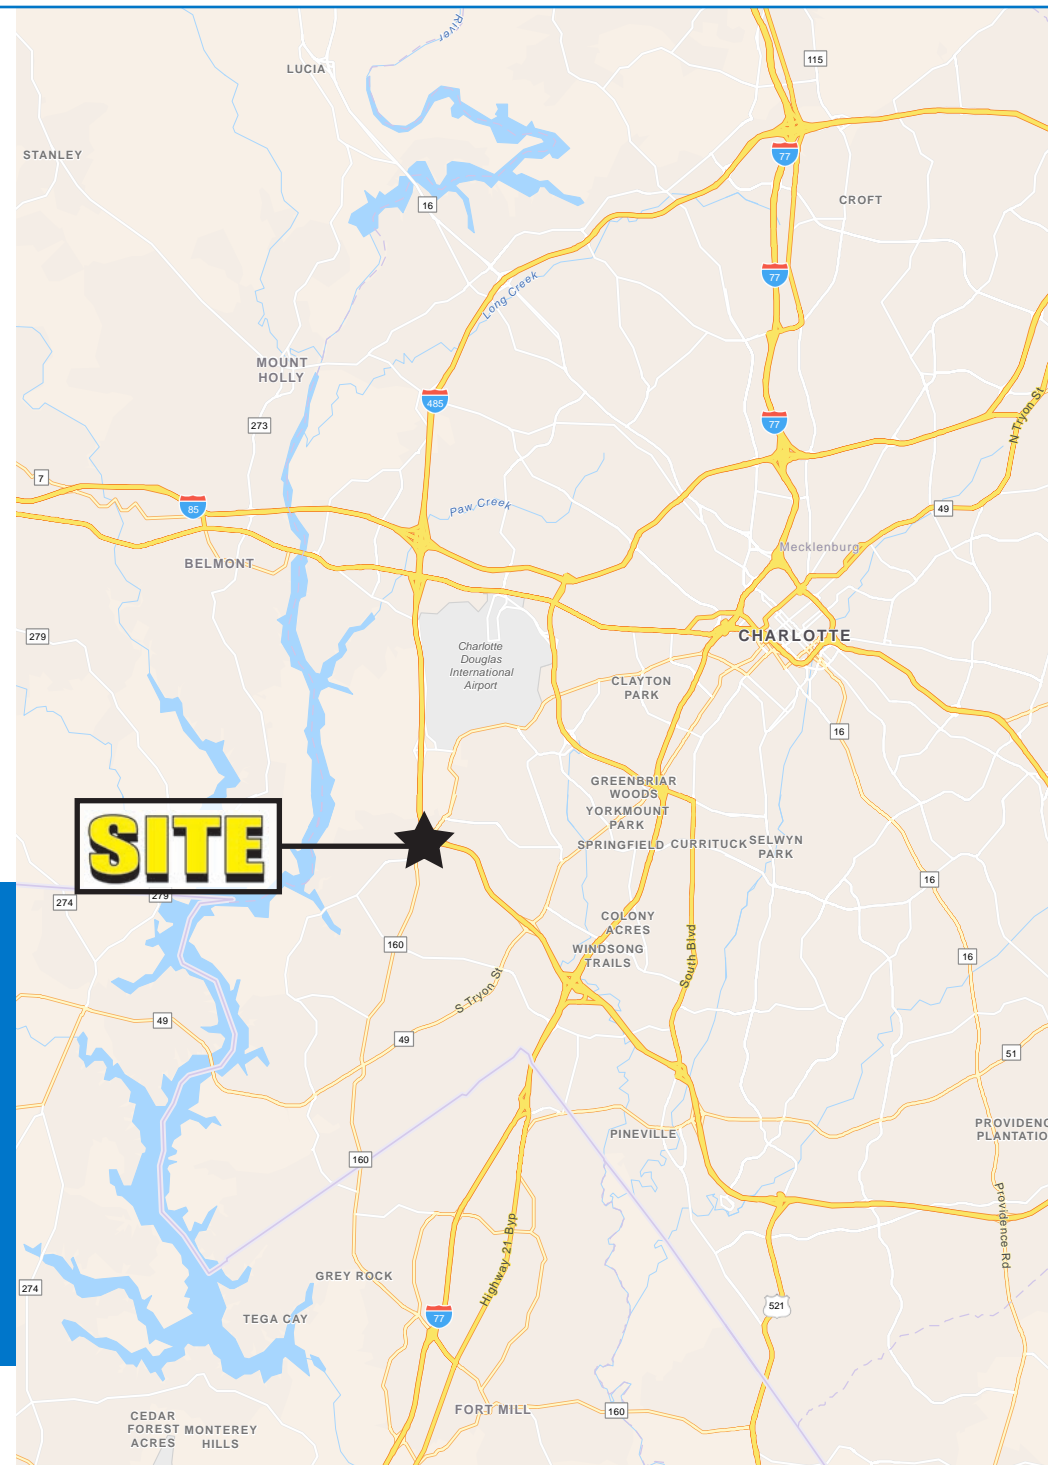 River
LUCIA
115
STANLEY
77
CROFT
16
77
Long Creek
MOUNT
HOLLY
485
N Tryon St
77
273
7
85
Paw Creek
49
Mecklenburg
BELMONT
279
CHARLOTTE
Charlotte
Douglas
International
Airport
CLAYTON
PARK
16
GREENBRIAR
WOODS
YORKMOUNT
PARK
SITE
SPRINGFIELD
CURRITUCK
SELWYN
PARK
16
279
274
COLONY
ACRES
160
WINDSONG
TRAILS
South Blvd
16
S Tryon St
49
49
51
PINEVILLE
PROVIDENC
PLANTATIO
160
Providence Rd
Highway 21 Byp
GREY ROCK
274
TEGA CAY
77
521
FORT MILL
160
CEDAR
FOREST
ACRES
MONTEREY
HILLS